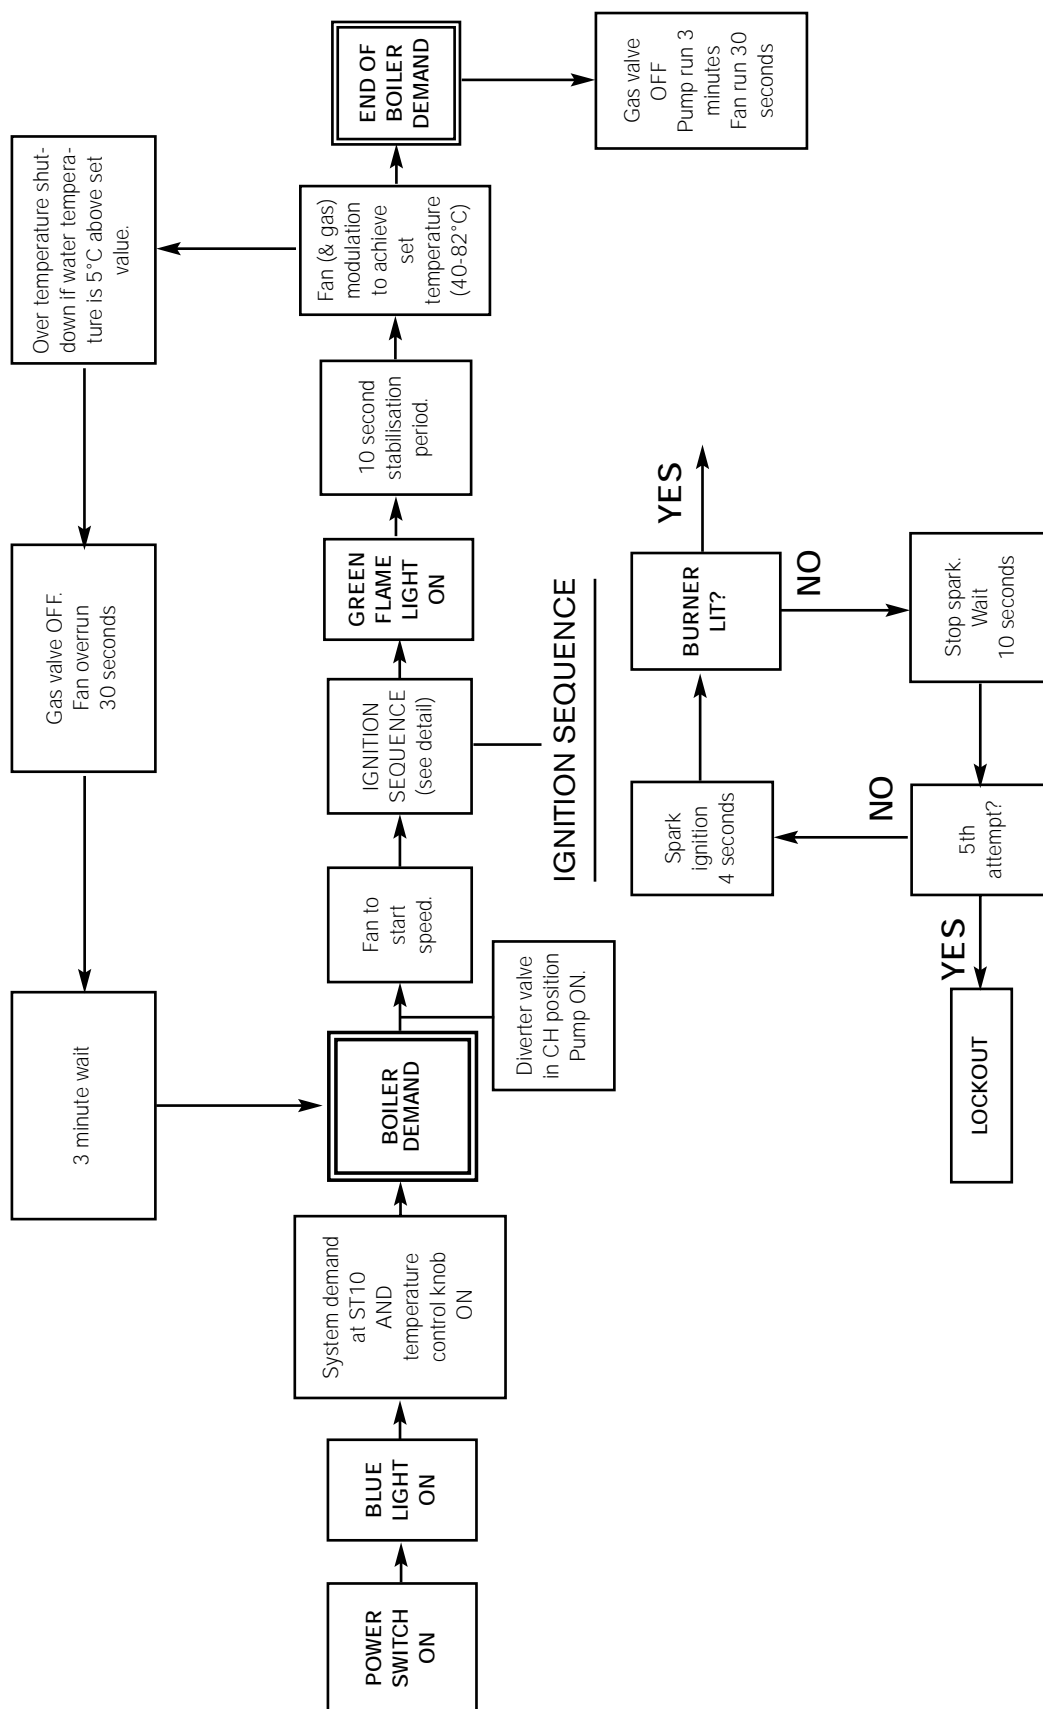 Over temperature shut-
down if water tempera-
ture is 5°C above set
value.
Gas valve OFF.
Fan overrun
30 seconds
3 minute wait
POWER
SWITCH
ON
BLUE
LIGHT
ON
System demand
at ST10
AND
temperature
control knob
ON
BOILER
DEMAND
Diverter valve
in CH position
Pump ON.
Fan to
start
speed.
IGNITION
SEQUENCE
(see detail)
GREEN
FLAME
LIGHT
ON
10 second
stabilisation
period.
Fan (& gas)
modulation
to achieve
set
temperature
(40-82°C)
END OF
BOILER
DEMAND
Gas valve
OFF
Pump run 3
minutes
Fan run 30
seconds
IGNITION SEQUENCE
Spark
ignition
4 seconds
BURNER
LIT?
YES
NO
Stop spark.
Wait
10 seconds
5th
attempt?
NO
YES
LOCKOUT